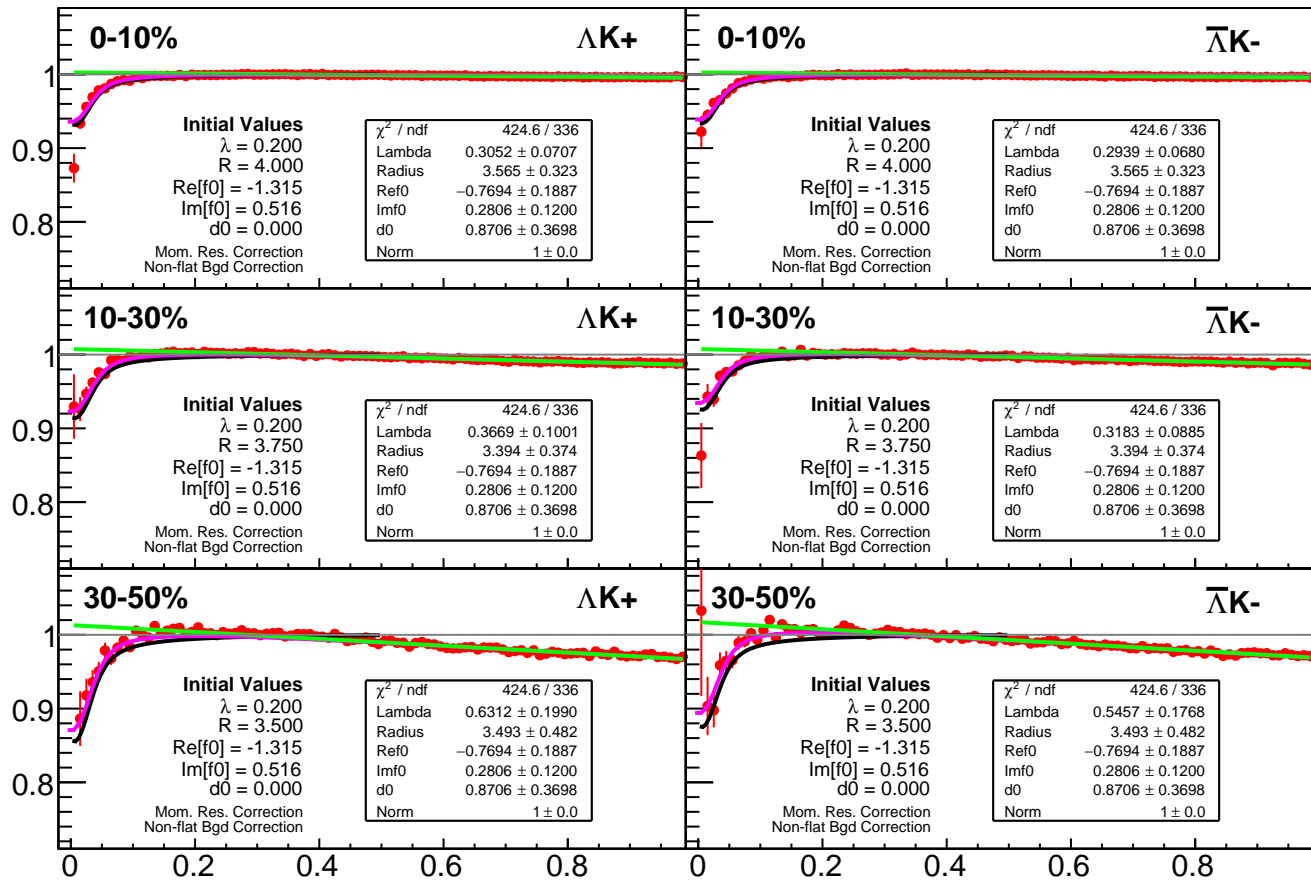 0-10%
ΛK+
1
0.9
0.8
Initial Values
λ = 0.200
R = 4.000
Re[f0] = -1.315
Im[f0] = 0.516
d0 = 0.000
Mom. Res. Correction
Non-flat Bgd Correction
χ² / ndf 424.6 / 336
Lambda 0.3052 ± 0.0707
Radius 3.565 ± 0.323
Ref0 −0.7694 ± 0.1887
Imf0 0.2806 ± 0.1200
d0 0.8706 ± 0.3698
Norm 1 ± 0.0
0-10%
Λ̅K-
Initial Values
λ = 0.200
R = 4.000
Re[f0] = -1.315
Im[f0] = 0.516
d0 = 0.000
Mom. Res. Correction
Non-flat Bgd Correction
χ² / ndf 424.6 / 336
Lambda 0.2939 ± 0.0680
Radius 3.565 ± 0.323
Ref0 −0.7694 ± 0.1887
Imf0 0.2806 ± 0.1200
d0 0.8706 ± 0.3698
Norm 1 ± 0.0
10-30%
ΛK+
1
0.9
0.8
Initial Values
λ = 0.200
R = 3.750
Re[f0] = -1.315
Im[f0] = 0.516
d0 = 0.000
Mom. Res. Correction
Non-flat Bgd Correction
χ² / ndf 424.6 / 336
Lambda 0.3669 ± 0.1001
Radius 3.394 ± 0.374
Ref0 −0.7694 ± 0.1887
Imf0 0.2806 ± 0.1200
d0 0.8706 ± 0.3698
Norm 1 ± 0.0
10-30%
Λ̅K-
Initial Values
λ = 0.200
R = 3.750
Re[f0] = -1.315
Im[f0] = 0.516
d0 = 0.000
Mom. Res. Correction
Non-flat Bgd Correction
χ² / ndf 424.6 / 336
Lambda 0.3183 ± 0.0885
Radius 3.394 ± 0.374
Ref0 −0.7694 ± 0.1887
Imf0 0.2806 ± 0.1200
d0 0.8706 ± 0.3698
Norm 1 ± 0.0
30-50%
ΛK+
1
0.9
0.8
Initial Values
λ = 0.200
R = 3.500
Re[f0] = -1.315
Im[f0] = 0.516
d0 = 0.000
Mom. Res. Correction
Non-flat Bgd Correction
χ² / ndf 424.6 / 336
Lambda 0.6312 ± 0.1990
Radius 3.493 ± 0.482
Ref0 −0.7694 ± 0.1887
Imf0 0.2806 ± 0.1200
d0 0.8706 ± 0.3698
Norm 1 ± 0.0
30-50%
Λ̅K-
Initial Values
λ = 0.200
R = 3.500
Re[f0] = -1.315
Im[f0] = 0.516
d0 = 0.000
Mom. Res. Correction
Non-flat Bgd Correction
χ² / ndf 424.6 / 336
Lambda 0.5457 ± 0.1768
Radius 3.493 ± 0.482
Ref0 −0.7694 ± 0.1887
Imf0 0.2806 ± 0.1200
d0 0.8706 ± 0.3698
Norm 1 ± 0.0
0 0.2 0.4 0.6 0.8 0 0.2 0.4 0.6 0.8